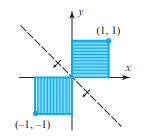 y
(1, 1)
x
(–1, –1)